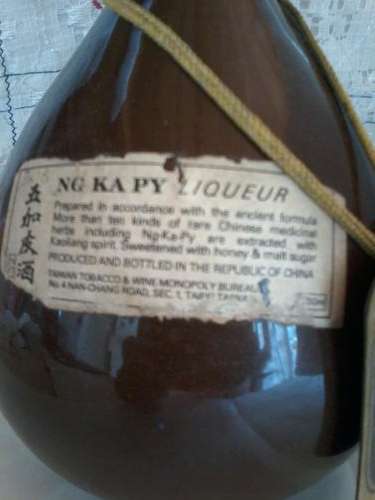 五加皮酒
NG KA PY LIQUEUR
Prepared in accordance with the ancient formula
More than ten kinds of rare Chinese medicinal
herbs including Ng-Ka-Py are extracted with
Kaoliang spirit. Sweetened with honey & malt sugar
PRODUCED AND BOTTLED IN THE REPUBLIC OF CHINA
TAIWAN TOBACCO & WINE MONOPOLY BUREAU
No 4 NAN-CHANG ROAD, SEC. 1, TAIPEI